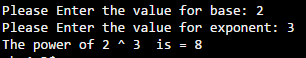 Please Enter the value for base: 2
Please Enter the value for exponent: 3
The power of 2 ^ 3  is = 8